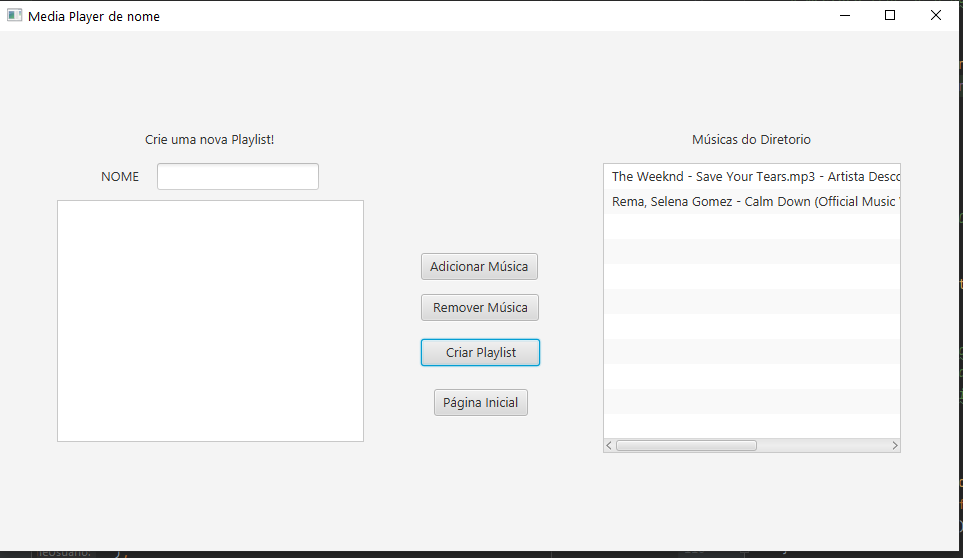 Media Player de nome
Crie uma nova Playlist!
NOME
Músicas do Diretorio
The Weeknd - Save Your Tears.mp3 - Artista Desco
Rema, Selena Gomez - Calm Down (Official Music
Adicionar Música
Remover Música
Criar Playlist
Página Inicial